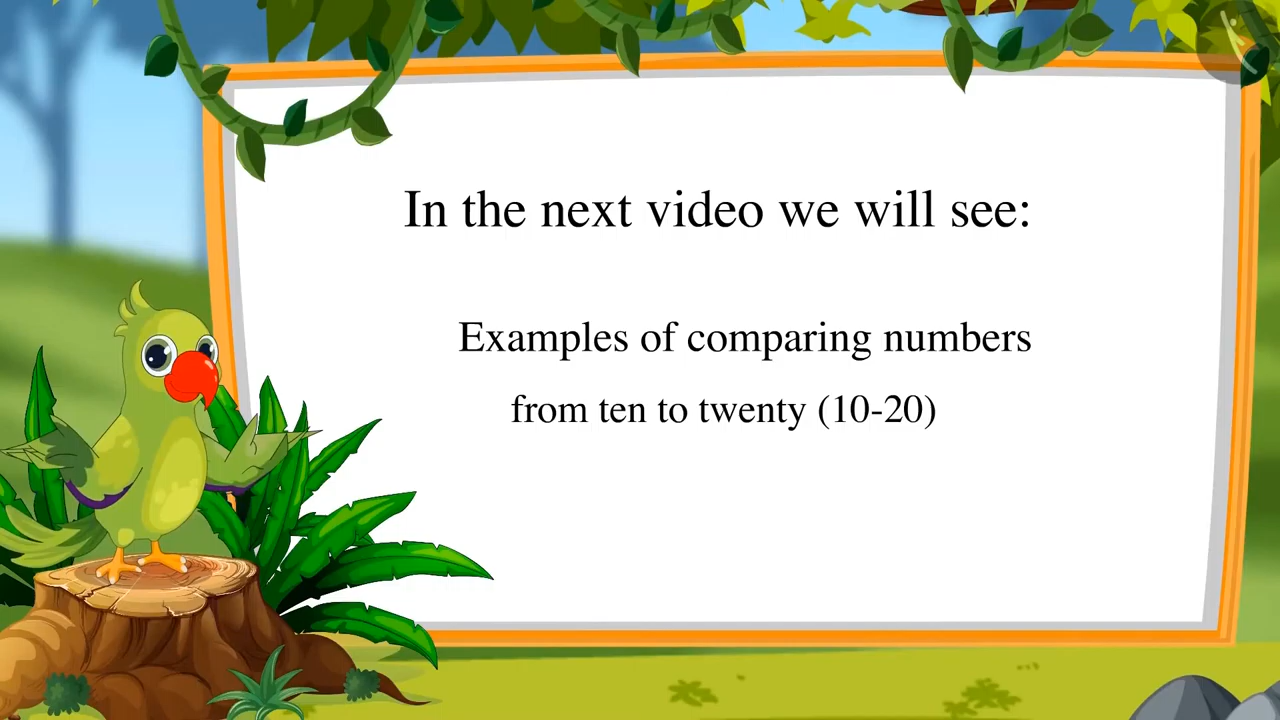 In the next video we will see:
Examples of comparing numbers
from ten to twenty (10-20)